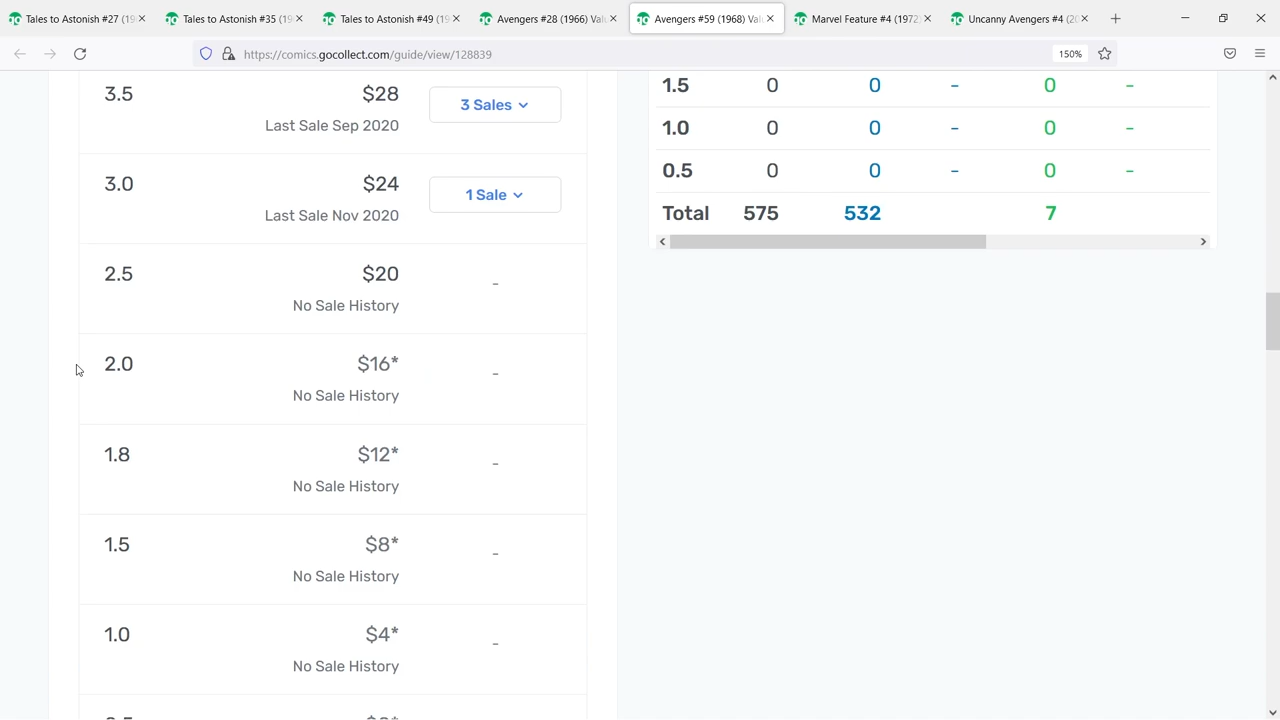 Tales to Astonish #27 (19
Tales to Astonish #35 (19
Tales to Astonish #49 (19
Avengers #28 (1966) Valu
Avengers #59 (1968) Valu
Marvel Feature #4 (1972)
Uncanny Avengers #4 (20
https://comics.gocollect.com/guide/view/128839
150%
3.5 $28 3 Sales
Last Sale Sep 2020
3.0 $24 1 Sale
Last Sale Nov 2020
2.5 $20 -
No Sale History
2.0 $16* -
No Sale History
1.8 $12* -
No Sale History
1.5 $8* -
No Sale History
1.0 $4* -
No Sale History
1.5 0 0 - 0 -
1.0 0 0 - 0 -
0.5 0 0 - 0 -
Total 575 532 7